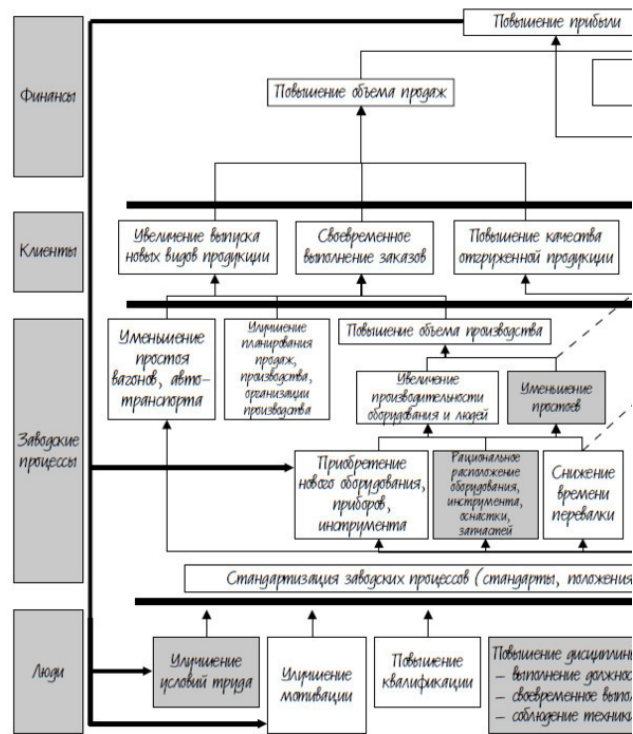 Повышение прибыли
Финансы
Повышение объема продаж
Клиенты
Увеличение выпуска
новых видов продукции
Своевременное
выполнение заказов
Повышение качества
отгруженной продукции
Заводские
процессы
Уменьшение
простоя
вагонов, авто-
транспорта
Улучшение
планирования
продаж,
производства,
организации
производства
Повышение объема производства
Увеличение
производительности
оборудования и людей
Уменьшение
простоев
Приобретение
нового оборудования,
приборов,
инструмента
Рациональное
расположение
оборудования,
инструмента,
оснастки,
запчастей
Снижение
времени
перевалки
Стандартизация заводских процессов (стандарты, положения
Люди
Улучшение
условий труда
Улучшение
мотивации
Повышение
квалификации
Повышение дисциплины
– выполнение должнос
– своевременное выпол
– соблюдение техники